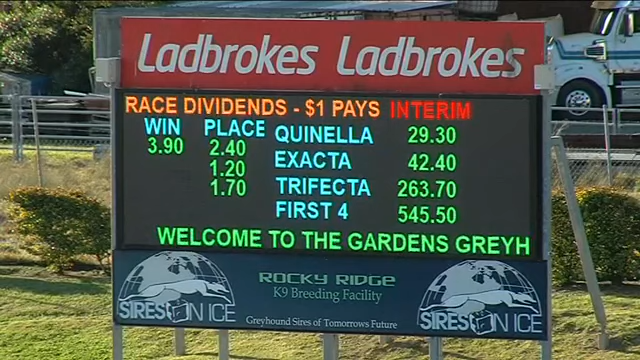 Ladbrokes Ladbrokes
RACE DIVIDENDS - $1 PAYS INTERIM
WIN PLACE QUINELLA 29.30
3.90 2.40 EXACTA 42.40
1.20 TRIFECTA 263.70
1.70 FIRST 4 545.50
WELCOME TO THE GARDENS GREYH
ROCKY RIDGE
K9 Breeding Facility
SIRES ON ICE SIRES ON ICE
Greyhound Sires of Tomorrows Future